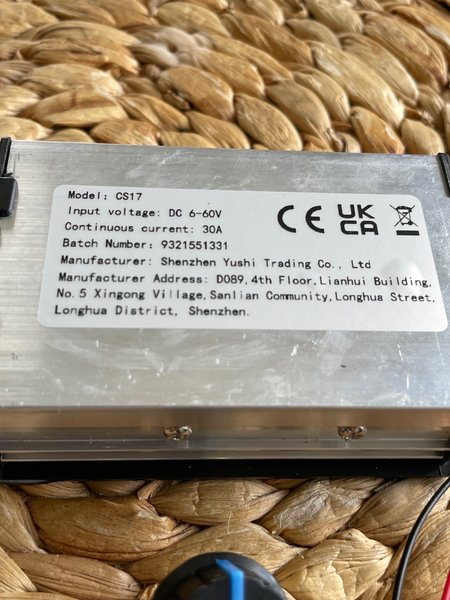 Model: CS17
Input voltage: DC 6-60V
Continuous current: 30A
Batch Number: 9321551331
Manufacturer: Shenzhen Yushi Trading Co., Ltd
Manufacturer Address: D089,4th Floor,Lianhui Building,
No.5 Xingong Village,Sanlian Community,Longhua Street,
Longhua District, Shenzhen.
CE
UK
CA